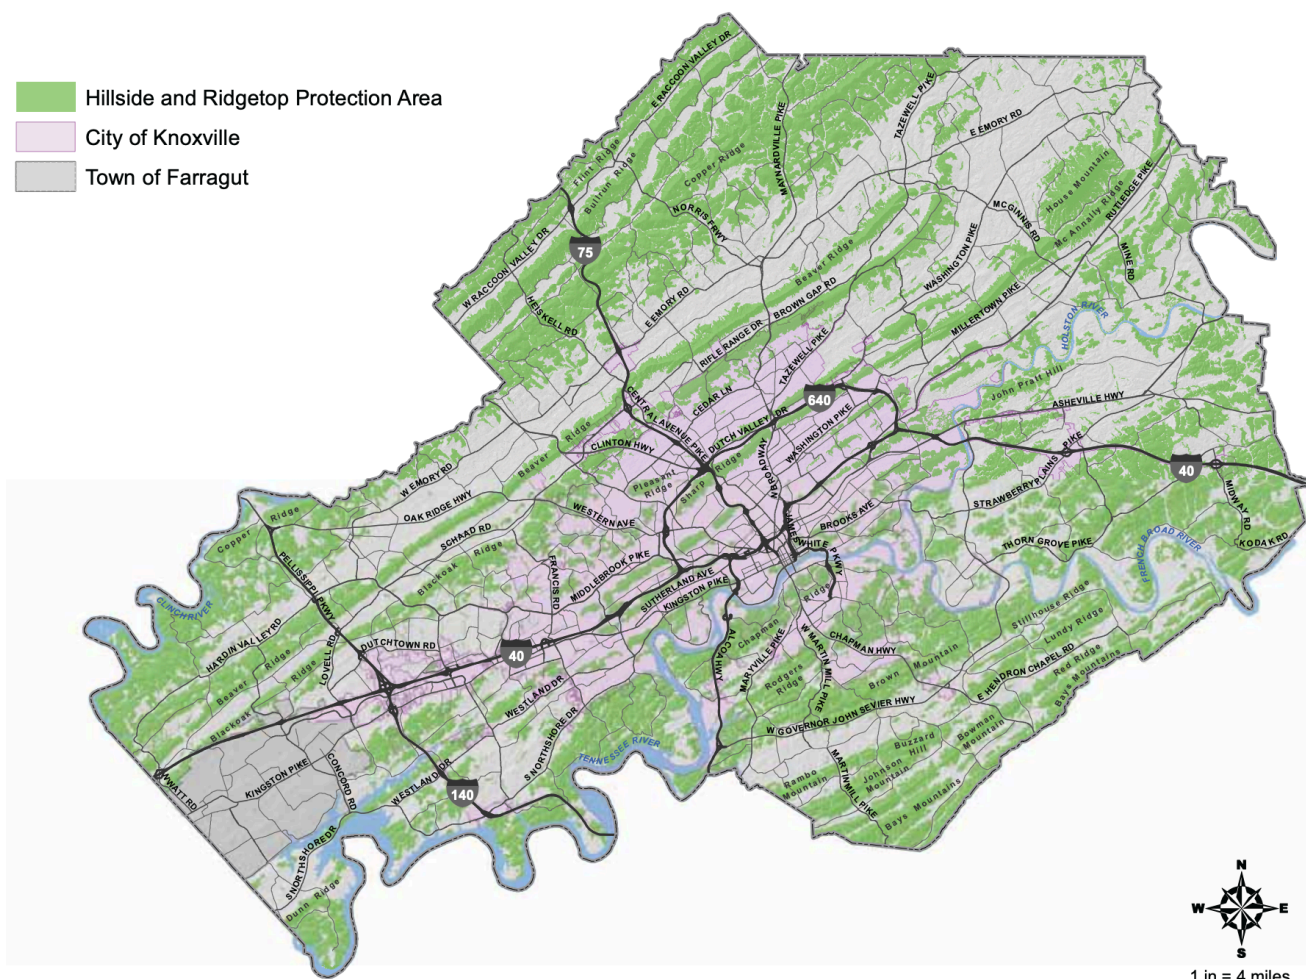 Hillside and Ridgetop Protection Area
City of Knoxville
Town of Farragut
E RACCOON VALLEY DR
Flint Ridge
Bullrun Ridge
Copper Ridge
MAYNARDVILLE PIKE
TAZEWELL PIKE
E EMORY RD
House Mountain
Mc Annally Ridge
RUTLEDGE PIKE
NORRIS FRWY
MCGINNIS RD
MINE RD
W RACCOON VALLEY DR
75
HEISKELL RD
E EMORY RD
Beaver Ridge
BROWN GAP RD
WASHINGTON PIKE
MILLERTOWN PIKE
HOLSTON RIVER
RIFLE RANGE DR
TAZEWELL PIKE
CEDAR LN
640
John Pratt Hill
ASHEVILLE HWY
CENTRAL AVENUE PIKE
DUTCH VALLEY DR
WASHINGTON PIKE
CLINTON HWY
Beaver Ridge
Pleasant Ridge
Sharp Ridge
N BROADWAY
STRAWBERRY PLAINS PIKE
40
MIDWAY RD
KODAK RD
W EMORY RD
OAK RIDGE HWY
SCHAAD RD
WESTERN AVE
BROOKS AVE
JAMES WHITE PKWY
THORN GROVE PIKE
FRENCH BROAD RIVER
Copper Ridge
PELLISSIPPI PKWY
Blackoak Ridge
FRANCIS RD
MIDDLEBROOK PIKE
SUTHERLAND AVE
KINGSTON PIKE
CLINCH RIVER
HARDIN VALLEY RD
Beaver Ridge
Blackoak Ridge
LOVELL RD
DUTCHTOWN RD
40
Chapman Ridge
ALCOA HWY
MARYVILLE PIKE
W MARTIN MILL PIKE
CHAPMAN HWY
Rodgers Ridge
Brown Mountain
Stillhouse Ridge
Lundy Ridge
E HENDRON CHAPEL RD
Red Ridge
Bays Mountains
WESTLAND DR
S NORTHSHORE DR
W GOVERNOR JOHN SEVIER HWY
TENNESSEE RIVER
Buzzard Hill
Bowman Mountain
Johnson Mountain
Rambo Mountain
MARTIN MILL PIKE
Bays Mountains
WYATT RD
KINGSTON PIKE
CONCORD RD
WESTLAND DR
140
S NORTHSHORE DR
Dunn Ridge
N
W E
S
1 in = 4 miles